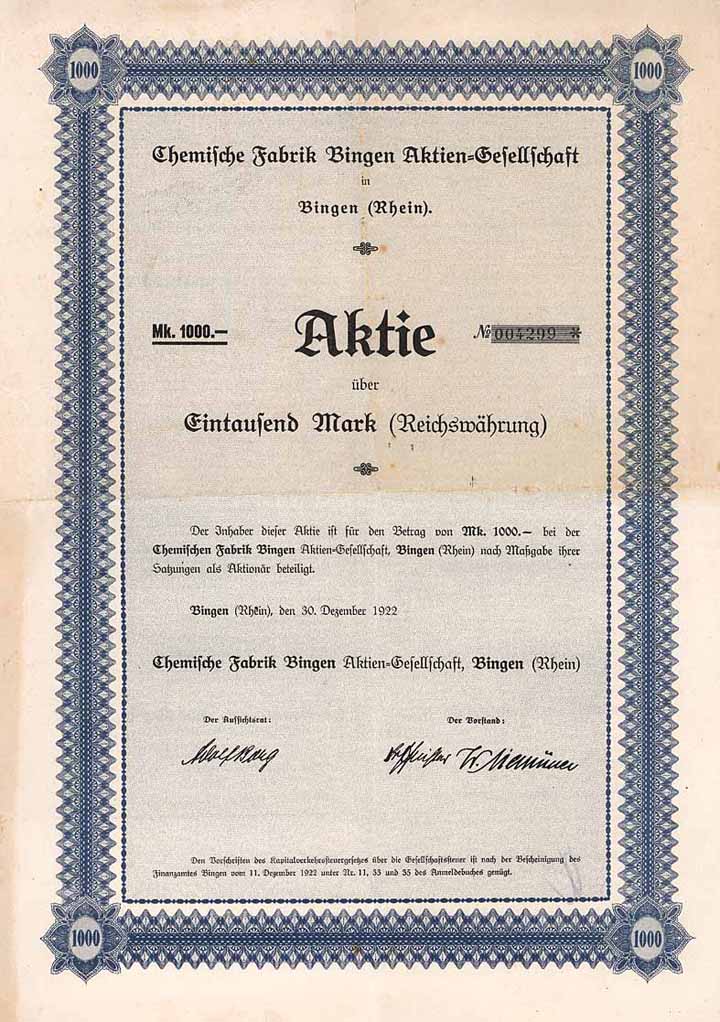 1000 1000
Chemische Fabrik Bingen Aktien-Gesellschaft
in
Bingen (Rhein).
Mk. 1000.— Aktie № 004299 *
über
Eintausend Mark (Reichswährung)
Der Inhaber dieser Aktie ist für den Betrag von Mk. 1000.— bei der
Chemischen Fabrik Bingen Aktien-Gesellschaft, Bingen (Rhein) nach Maßgabe ihrer
Satzungen als Aktionär beteiligt.
Bingen (Rhein), den 30. Dezember 1922
Chemische Fabrik Bingen Aktien-Gesellschaft, Bingen (Rhein)
Der Aufsichtsrat: Der Vorstand:
Den Vorschriften des Kapitalverkehrsteuergesetzes über die Gesellschaftssteuer ist nach der Bescheinigung des
Finanzamtes Bingen vom 11. Dezember 1922 unter Nr. 11, 33 und 35 des Anmeldebuches genügt.
1000 1000